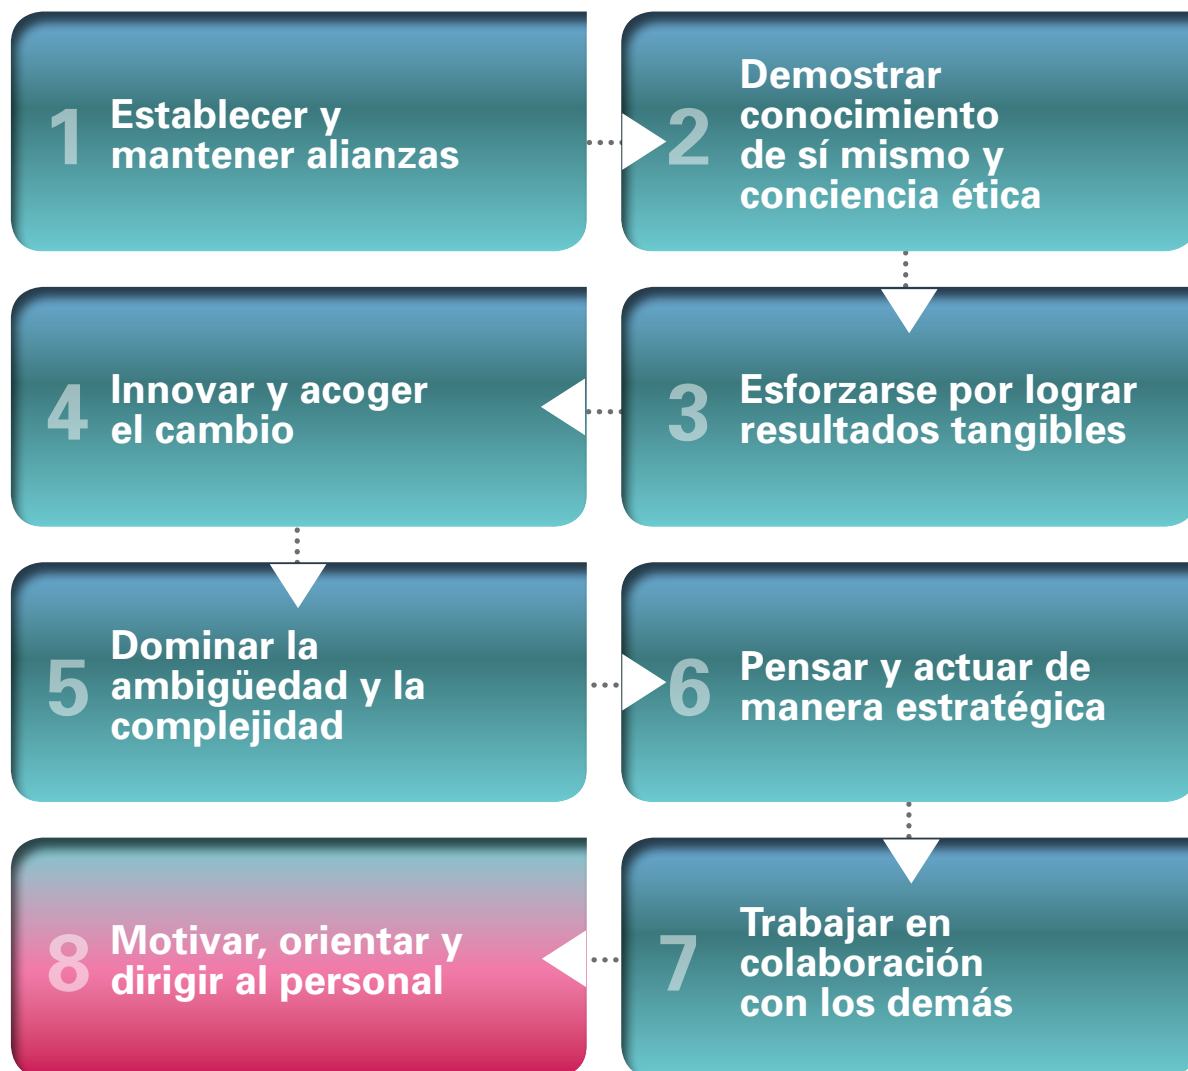 1
Establecer y
mantener alianzas
2
Demostrar
conocimiento
de sí mismo y
conciencia ética
3
Esforzarse por lograr
resultados tangibles
4
Innovar y acoger
el cambio
5
Dominar la
ambigüedad y la
complejidad
6
Pensar y actuar de
manera estratégica
7
Trabajar en
colaboración
con los demás
8
Motivar, orientar y
dirigir al personal